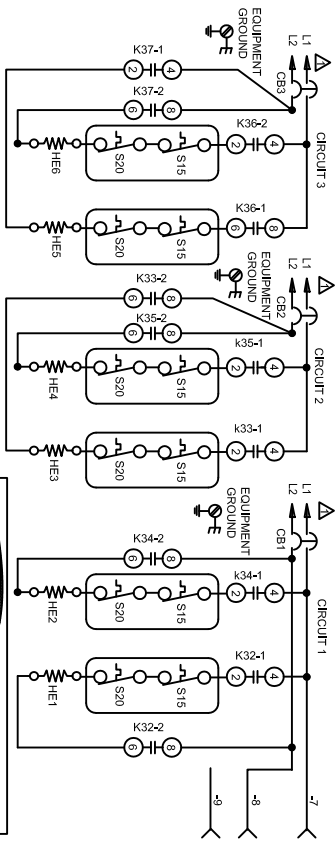 A
L1
L2
CB3
CIRCUIT 3
EQUIPMENT
GROUND
K37-1
2 4
K37-2
6 8
K36-2
2 4
S20 S15
HE6
K36-1
6 8
S20 S15
HE5
A
L1
L2
CB2
CIRCUIT 2
EQUIPMENT
GROUND
K33-2
6 8
K35-2
6 8
k35-1
2 4
S20 S15
HE4
k33-1
2 4
S20 S15
HE3
A
L1
L2
CB1
CIRCUIT 1
EQUIPMENT
GROUND
K34-2
6 8
k34-1
2 4
S20 S15
HE2
K32-1
2 4
S20 S15
HE1
K32-2
6 8
-7
-8
-9